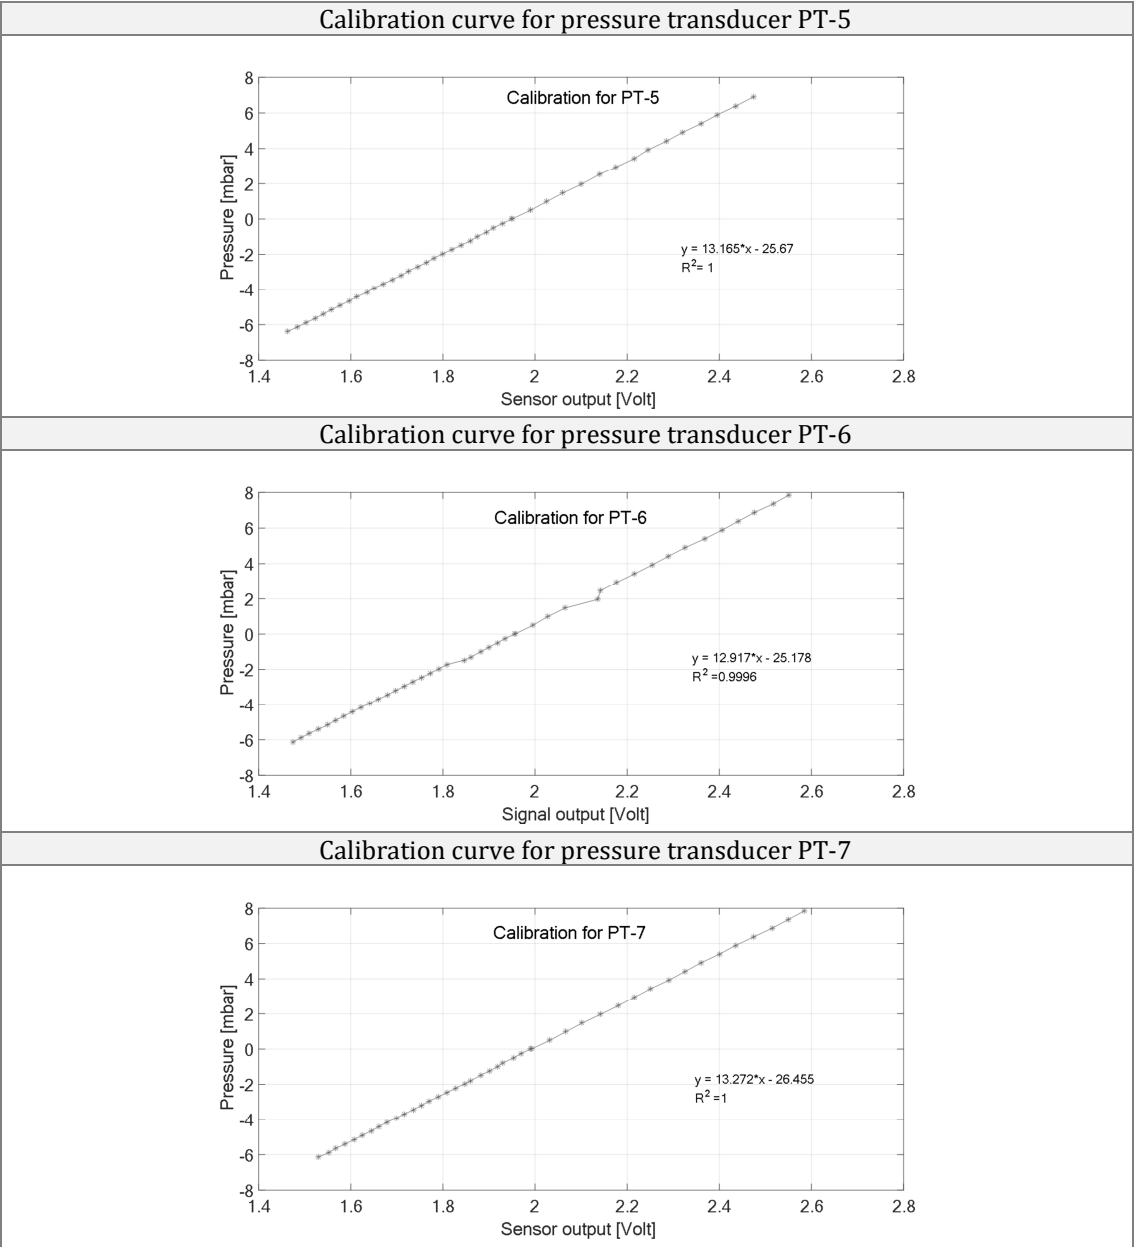 Calibration curve for pressure transducer PT-5
Calibration for PT-5
8
6
4
2
0
-2
-4
-6
-8
Pressure [mbar]
y = 13.165*x - 25.67
R²= 1
1.4 1.6 1.8 2 2.2 2.4 2.6 2.8
Sensor output [Volt]
Calibration curve for pressure transducer PT-6
Calibration for PT-6
8
6
4
2
0
-2
-4
-6
-8
Pressure [mbar]
y = 12.917*x - 25.178
R² =0.9996
1.4 1.6 1.8 2 2.2 2.4 2.6 2.8
Signal output [Volt]
Calibration curve for pressure transducer PT-7
Calibration for PT-7
8
6
4
2
0
-2
-4
-6
-8
Pressure [mbar]
y = 13.272*x - 26.455
R² =1
1.4 1.6 1.8 2 2.2 2.4 2.6 2.8
Sensor output [Volt]